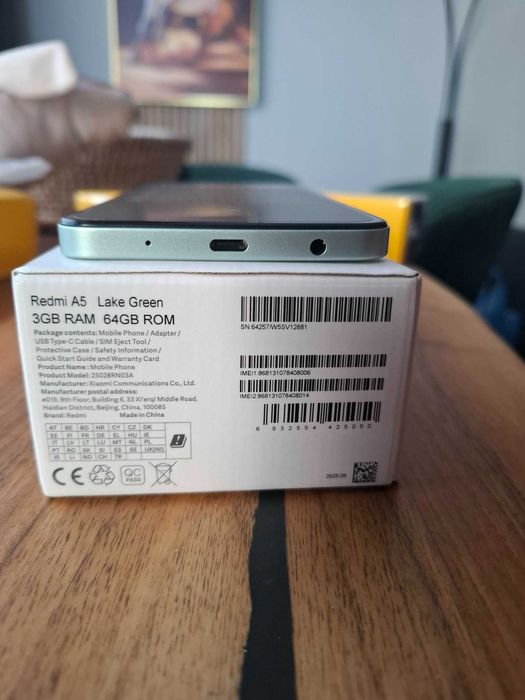 Redmi A5 Lake Green
3GB RAM 64GB ROM
Package contents: Mobile Phone / Adapter /
USB Type-C Cable / SIM Eject Tool /
Protective Case / Safety Information /
Quick Start Guide and Warranty Card
Product Name: Mobile Phone
Product Model: 25028RN03A
Manufacturer: Xiaomi Communications Co., Ltd.
Manufacturer postal address:
#019, 9th Floor, Building 6, 33 Xi'erqi Middle Road,
Haidian District, Beijing, China, 100085
Brand: Redmi Made in China
AT BE BG HR CY CZ DK
EE FI FR DE EL HU IE
IT LV LT LU MT NL PL
PT RO SK SI ES SE UK(NI)
IS LI NO CH TR
CE
QC
PASS
SN:64257/W5SV12881
IMEI1:868131078408006
IMEI2:868131078408014
6 932554 425050
2025.09